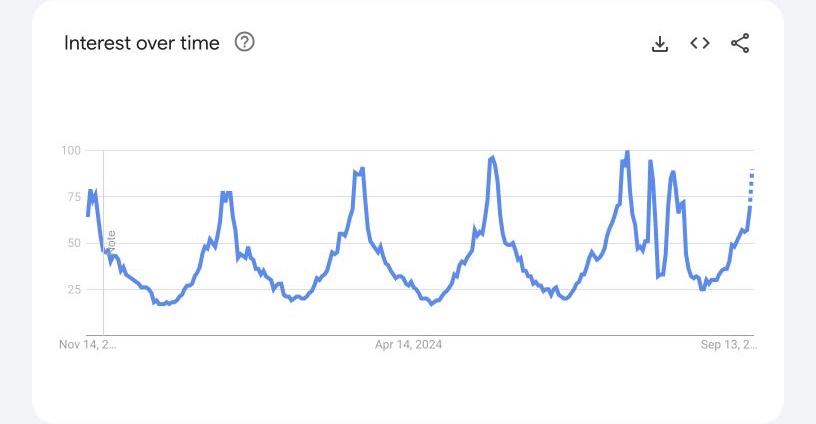 Interest over time
100
75
50
25
Note
Nov 14, 2...
Apr 14, 2024
Sep 13, 2...